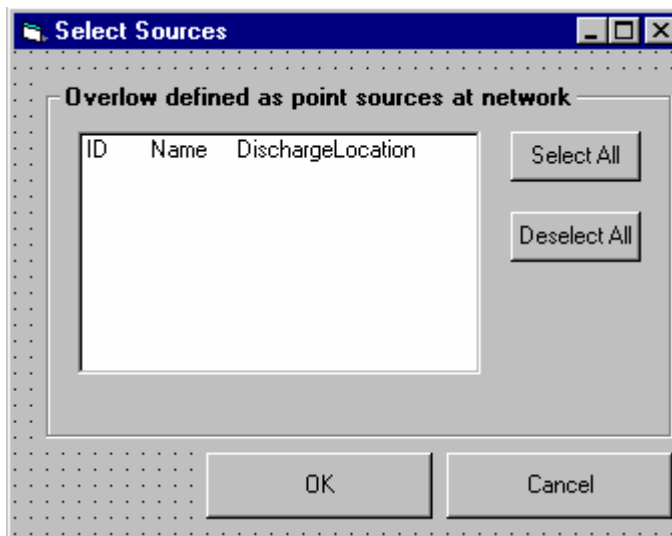 Select Sources
Overlow defined as point sources at network
ID Name DischargeLocation
Select All
Deselect All
OK
Cancel